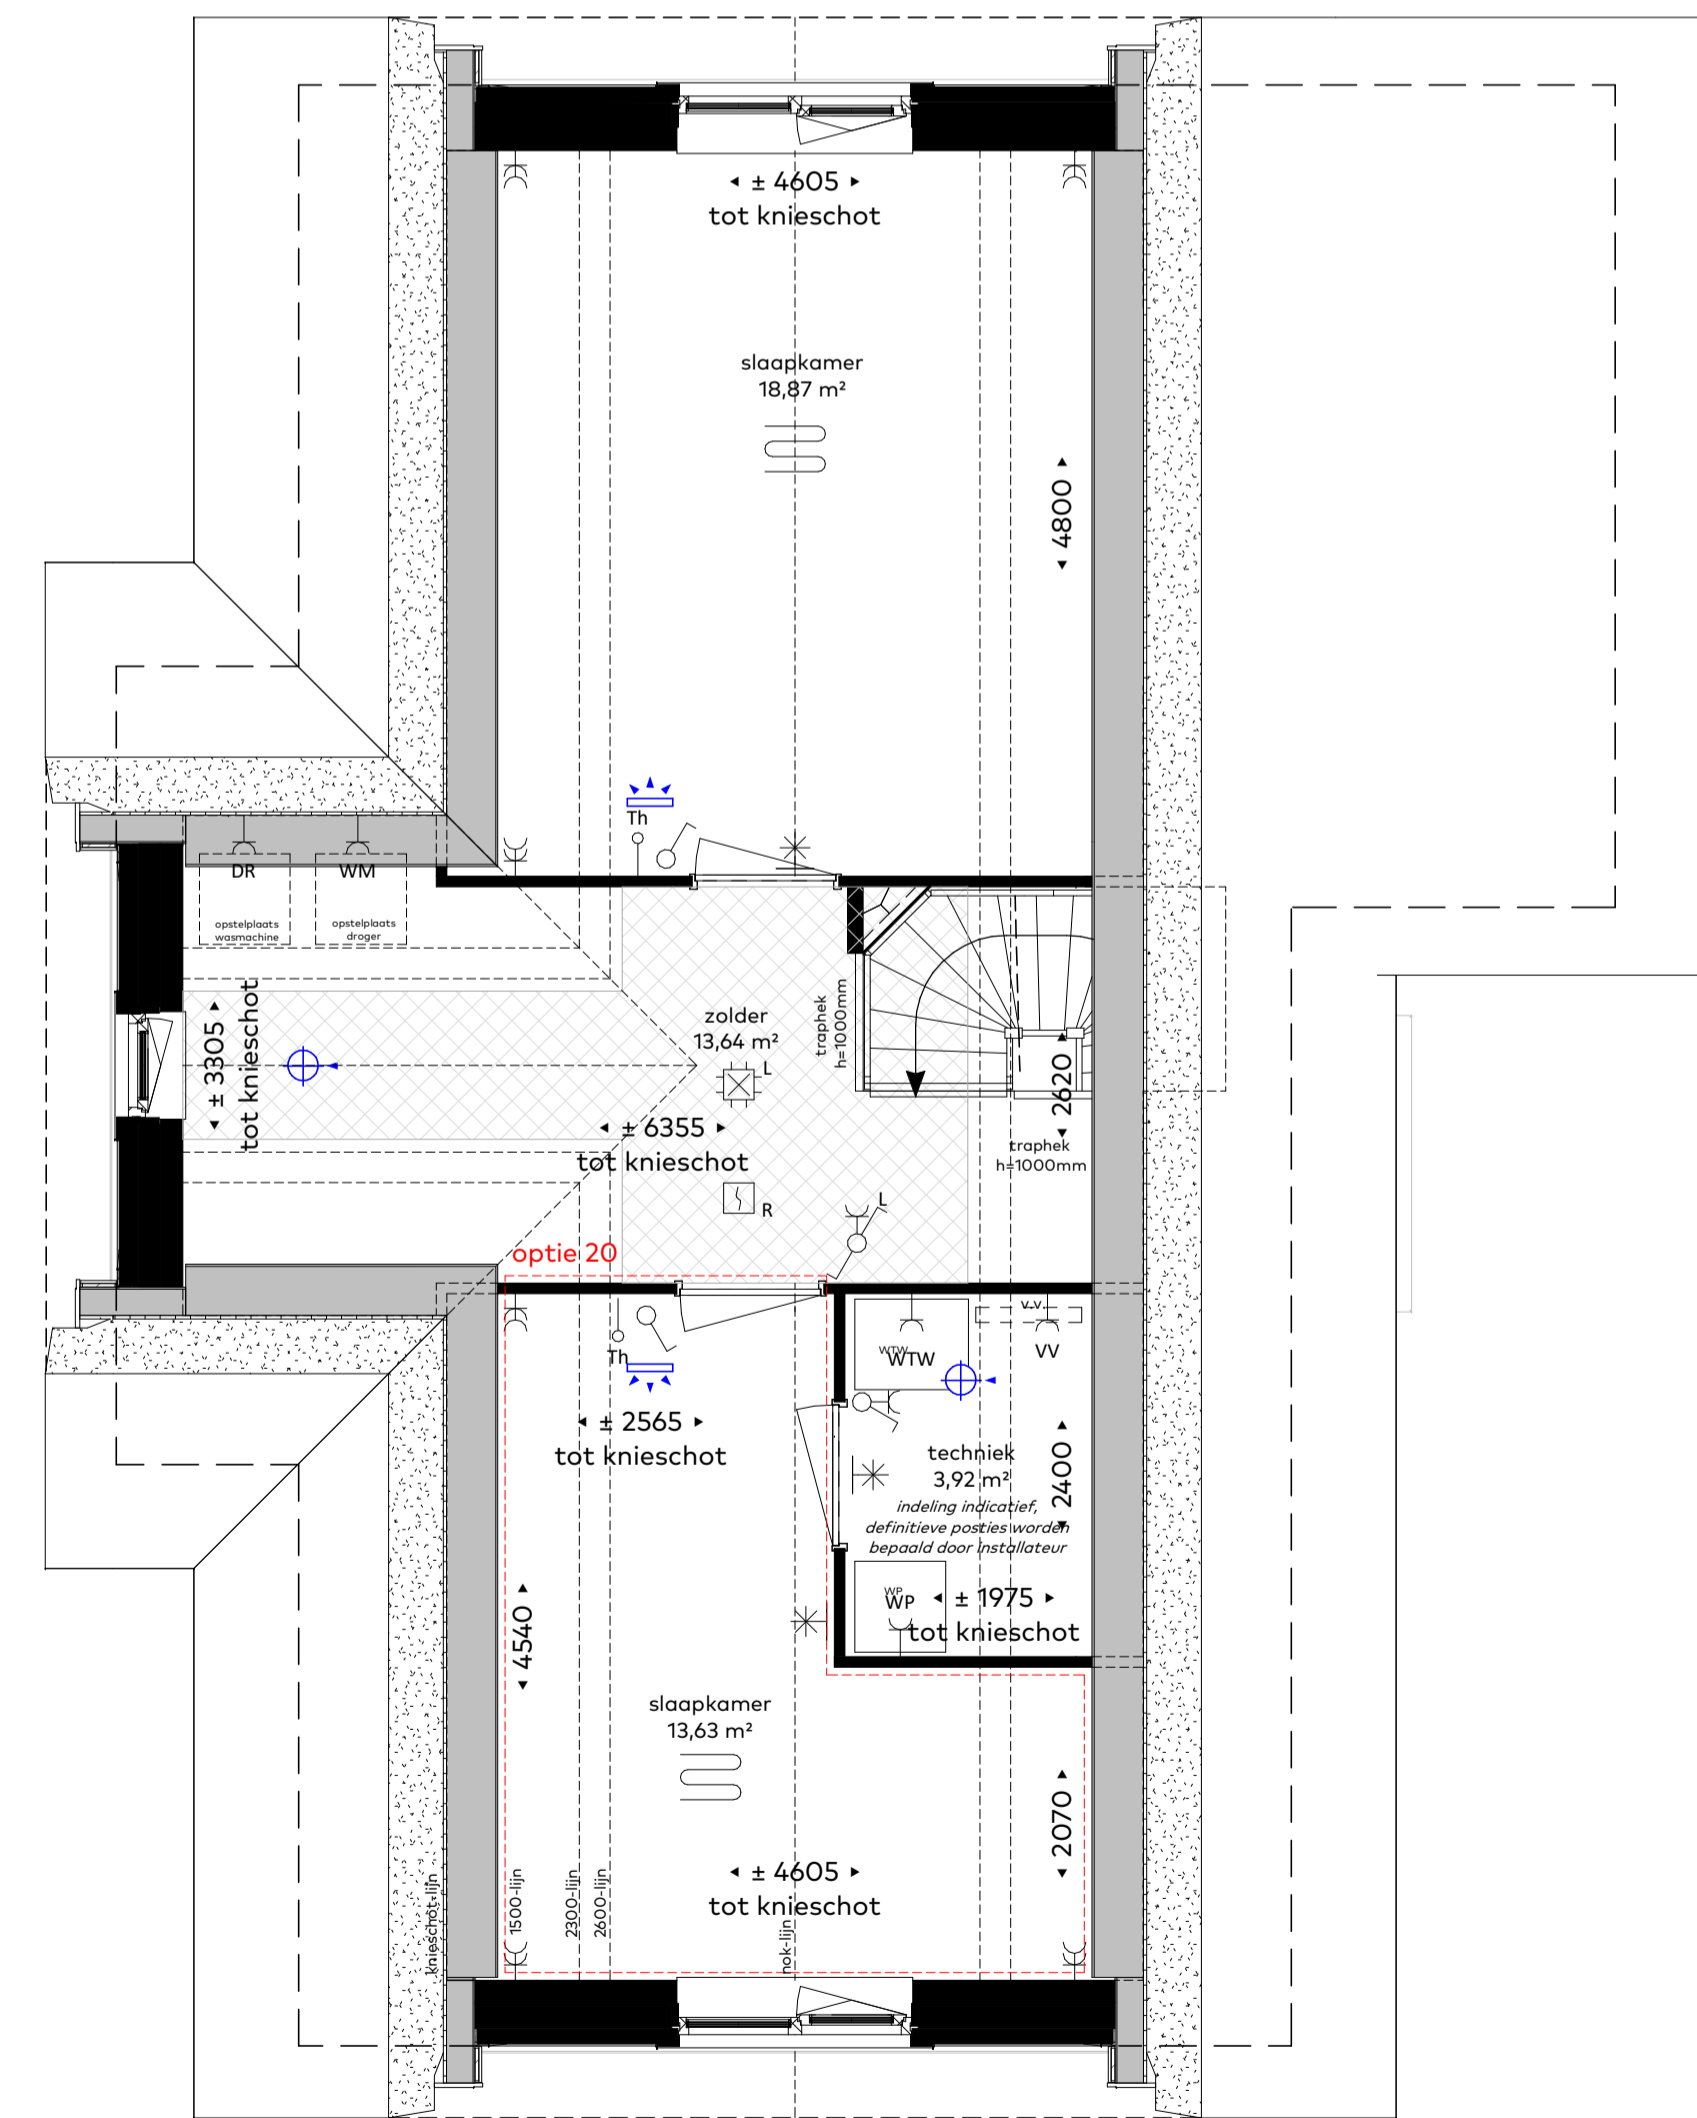 ± 4605
tot knieschot
slaapkamer
18,87 m²
4800
Th
DR
WM
opstelplaats
wasmachine
opstelplaats
droger
± 3305
tot knieschot
zolder
13,64 m²
L
traphek
h=1000mm
2620
± 6355
tot knieschot
traphek
h=1000mm
R
L
optie 20
Th
± 2565
tot knieschot
WTW
WTW
v.v.
VV
techniek
3,92 m²
indeling indicatief,
definitieve posties worden
bepaald door installateur
2400
WP
WP
± 1975
tot knieschot
4540
slaapkamer
13,63 m²
2070
± 4605
tot knieschot
knieschot-lijn
1500-lijn
2300-lijn
2600-lijn
nok-lijn